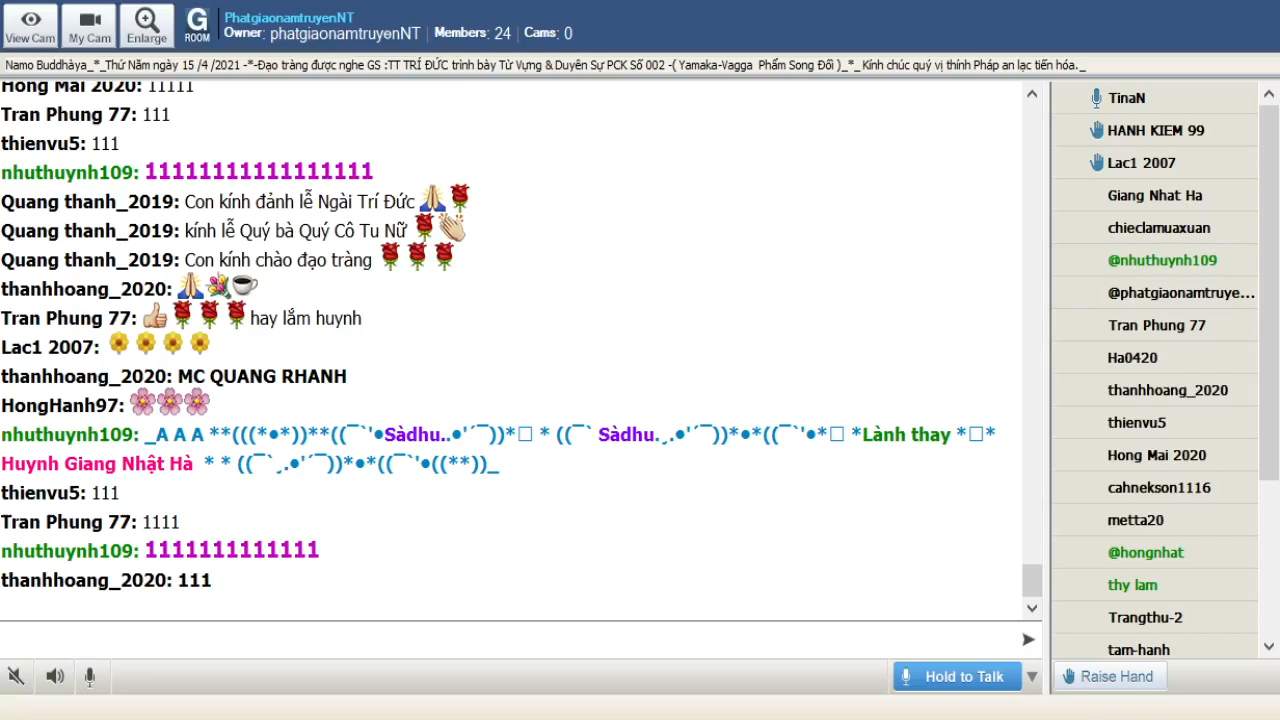 View Cam
My Cam
Enlarge
G
ROOM
PhatgiaonamtruyenNT
Owner: phatgiaonamtruyenNT | Members: 24 | Cams: 0
Namo Buddhàya_*_Thứ Năm ngày 15 /4 /2021 -*-Đạo tràng được nghe GS :TT TRÍ ĐỨC trình bày Từ Vựng & Duyên Sự PCK Số 002 -( Yamaka-Vagga Phẩm Song Đối )_*_ Kính chúc quý vị thính Pháp an lạc tiến hóa._
Hong Mai 2020: 11111
Tran Phung 77: 111
thienvu5: 111
nhuthuynh109: 11111111111111111
Quang thanh_2019: Con kính đảnh lễ Ngài Trí Đức 🙏🌹
Quang thanh_2019: kính lễ Quý bà Quý Cô Tu Nữ 🌹👏
Quang thanh_2019: Con kính chào đạo tràng 🌹🌹🌹
thanhhoang_2020: 🙏💐☕
Tran Phung 77: 👍🌹🌹🌹hay lắm huynh
Lac1 2007: 🌼🌼🌼🌼
thanhhoang_2020: MC QUANG RHANH
HongHanh97: 🌸🌸🌸
nhuthuynh109: _A A A **(((*•*))**((¯`'•Sàdhu..•'´¯))*□ * ((¯` Sàdhu.¸.•'´¯))*•*((¯`'•*□ *Lành thay *□*
Huynh Giang Nhật Hà * * ((¯`¸.•'´¯))*•*((¯`'•((**))_
thienvu5: 111
Tran Phung 77: 1111
nhuthuynh109: 1111111111111
thanhhoang_2020: 111
TinaN
HANH KIEM 99
Lac1 2007
Giang Nhat Ha
chieclamuaxuan
@nhuthuynh109
@phatgiaonamtruye...
Tran Phung 77
Ha0420
thanhhoang_2020
thienvu5
Hong Mai 2020
cahnekson1116
metta20
@hongnhat
thy lam
Trangthu-2
tam-hanh
Hold to Talk
Raise Hand